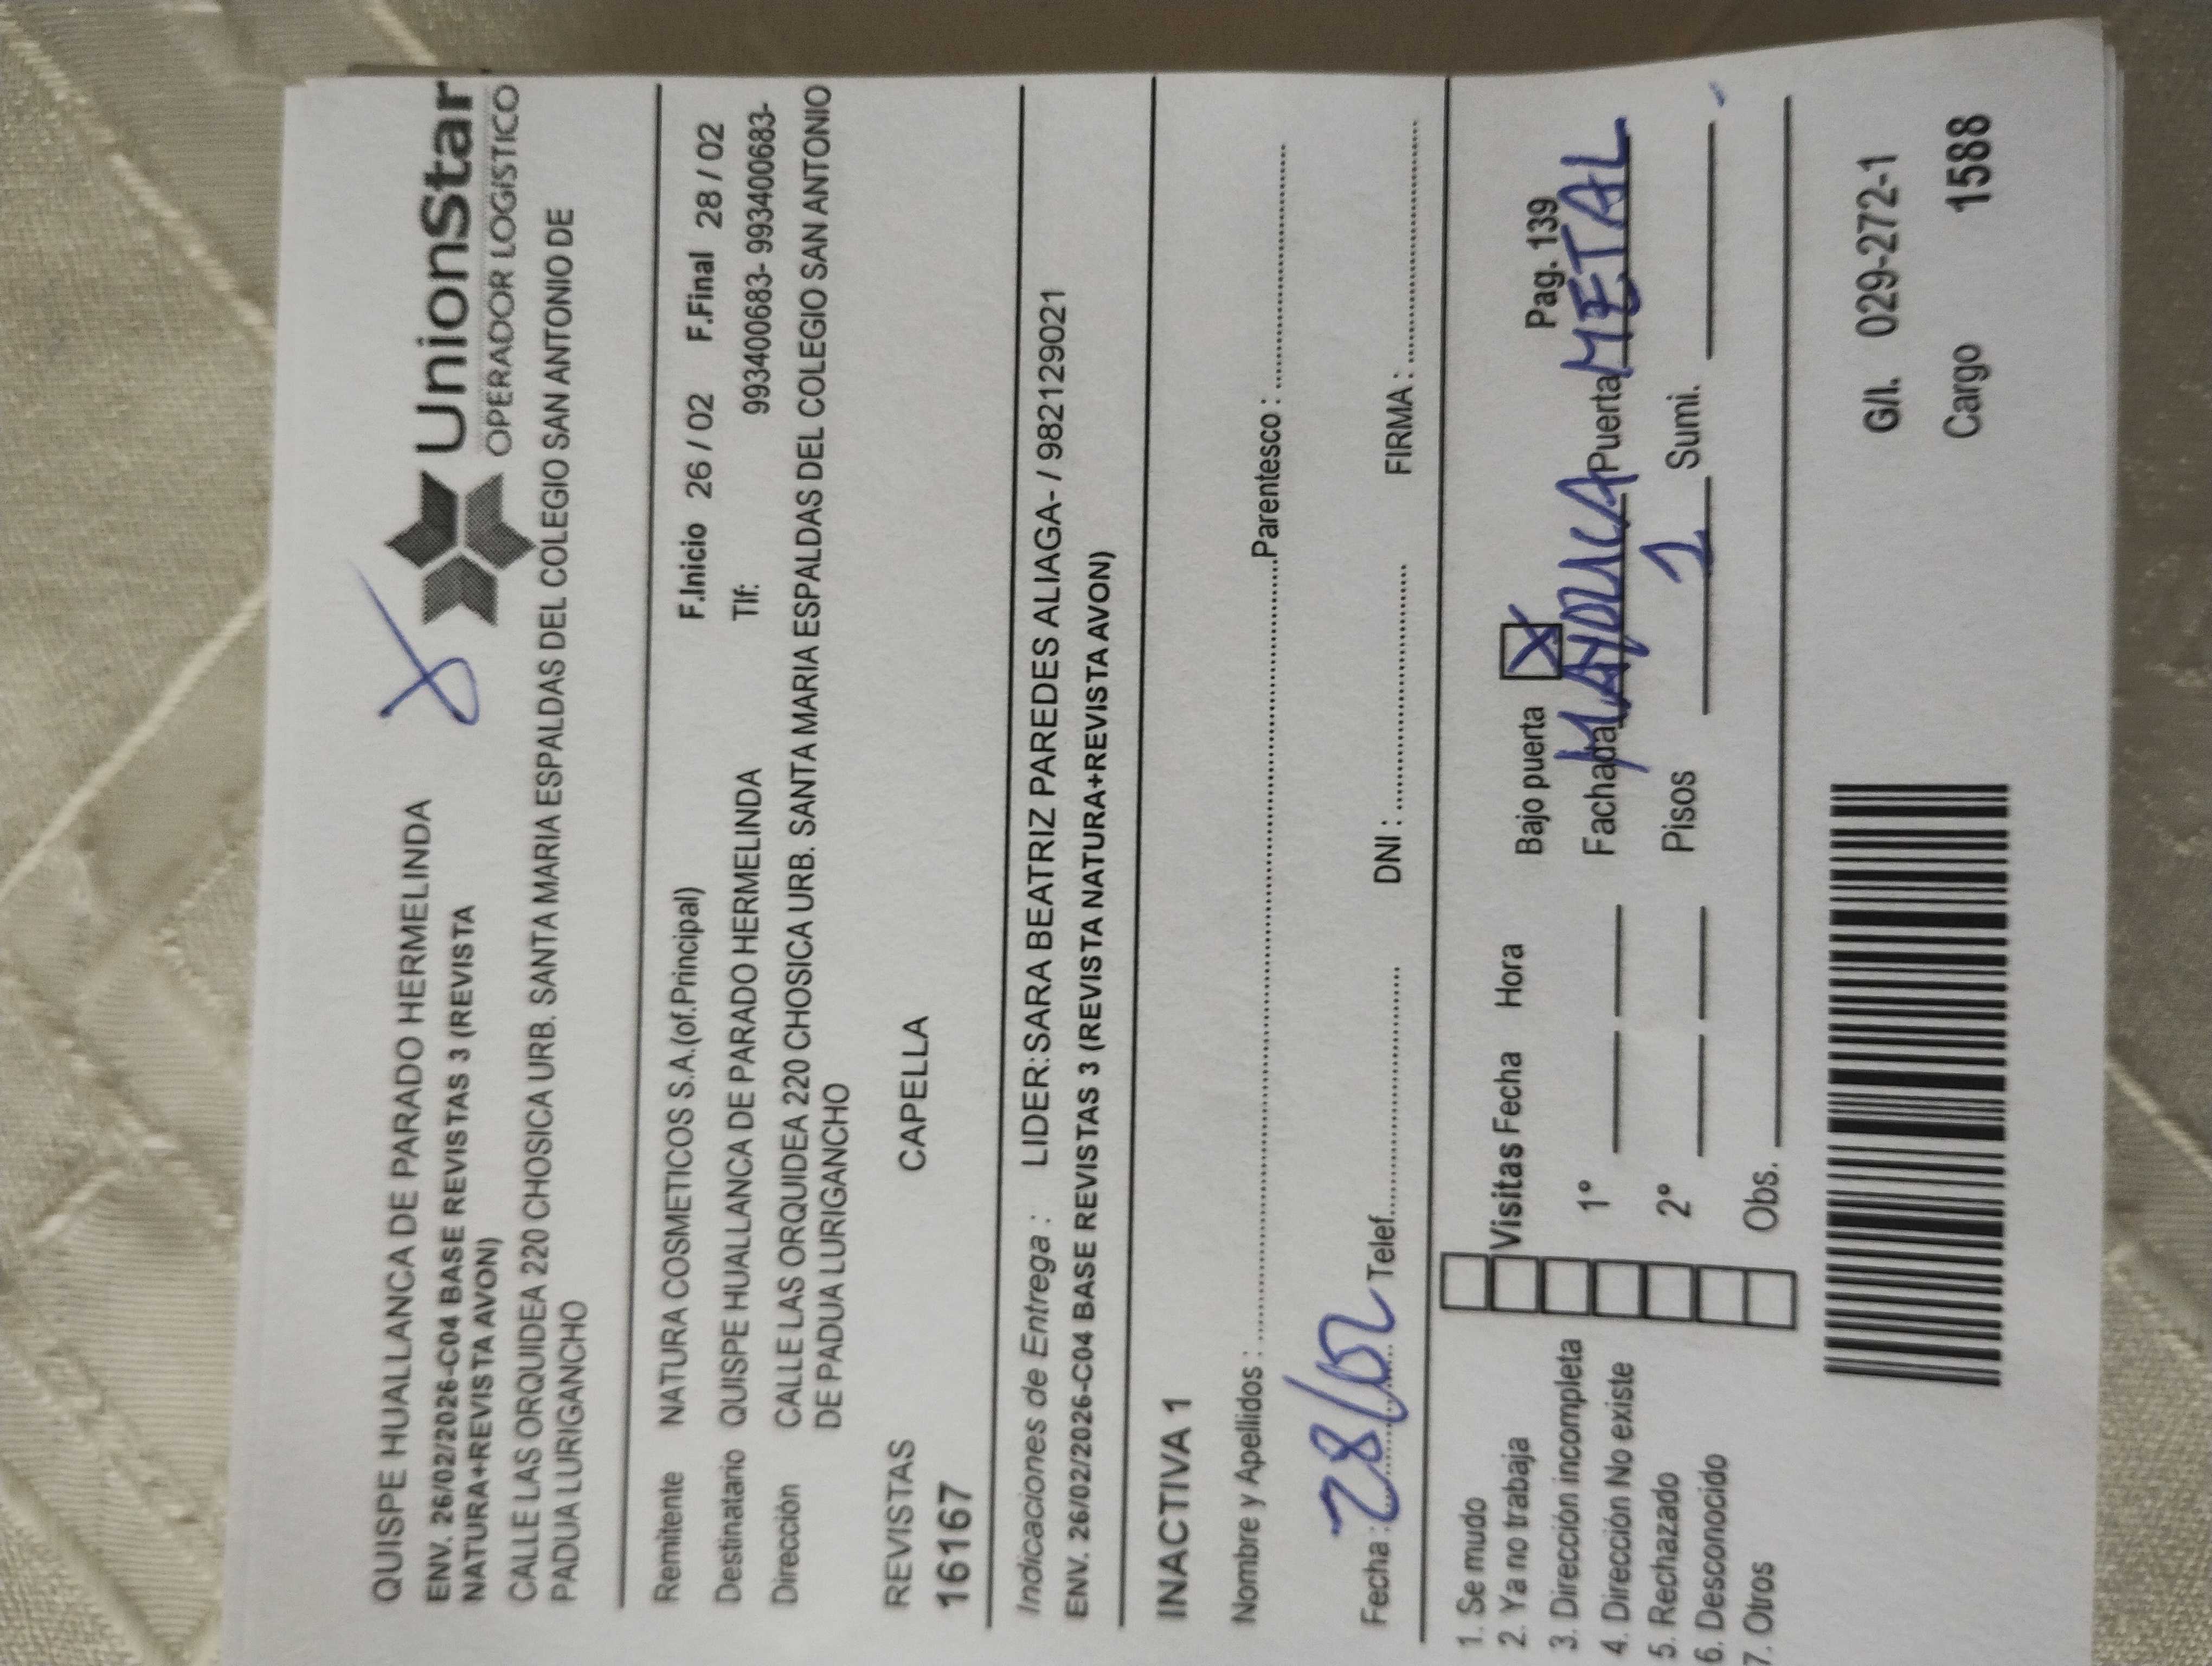 UnionStar
OPERADOR LOGÍSTICO
QUISPE HUALLANCA DE PARADO HERMELINDA
ENV. 26/02/2026-C04 BASE REVISTAS 3 (REVISTA
NATURA+REVISTA AVON)
CALLE LAS ORQUIDEA 220 CHOSICA URB. SANTA MARIA ESPALDAS DEL COLEGIO SAN ANTONIO DE
PADUA LURIGANCHO
Remitente NATURA COSMETICOS S.A.(of.Principal) F.Inicio 26 / 02 F.Final 28 / 02
Destinatario QUISPE HUALLANCA DE PARADO HERMELINDA Tlf: 993400683- 993400683-
Dirección CALLE LAS ORQUIDEA 220 CHOSICA URB. SANTA MARIA ESPALDAS DEL COLEGIO SAN ANTONIO
DE PADUA LURIGANCHO
REVISTAS CAPELLA
16167
Indicaciones de Entrega : LIDER:SARA BEATRIZ PAREDES ALIAGA- / 982129021
ENV. 26/02/2026-C04 BASE REVISTAS 3 (REVISTA NATURA+REVISTA AVON)
INACTIVA 1
Nombre y Apellidos : Parentesco :
Fecha : 28/02 Telef. DNI : FIRMA :
1. Se mudo
2. Ya no trabaja
3. Dirección incompleta
4. Dirección No existe
5. Rechazado
6. Desconocido
7. Otros
Visitas Fecha Hora Bajo puerta X Pag. 139
1° Fachada Puerta METAL
2° Pisos 1 Sumi.
Obs.
G/I. 029-272-1
Cargo 1588